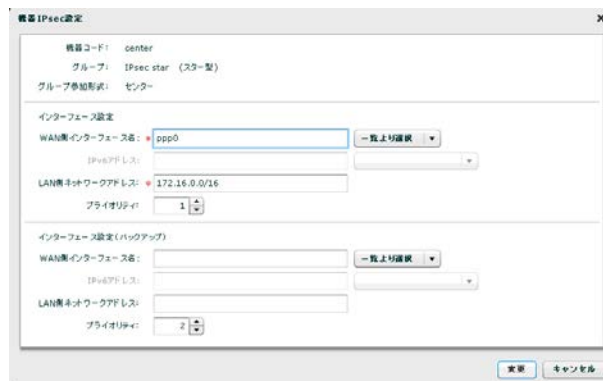 機器IPsec設定 x
機器コード: center
グループ: IPsec star (スター型)
グループ参加形式: センター
インターフェース設定
WAN側インターフェース名: * ppp0 一覧より選択
IPv6アドレス:
LAN側ネットワークアドレス: * 172.16.0.0/16
プライオリティ: 1
インターフェース設定(バックアップ)
WAN側インターフェース名: 一覧より選択
IPv6アドレス:
LAN側ネットワークアドレス:
プライオリティ: 2
変更 キャンセル